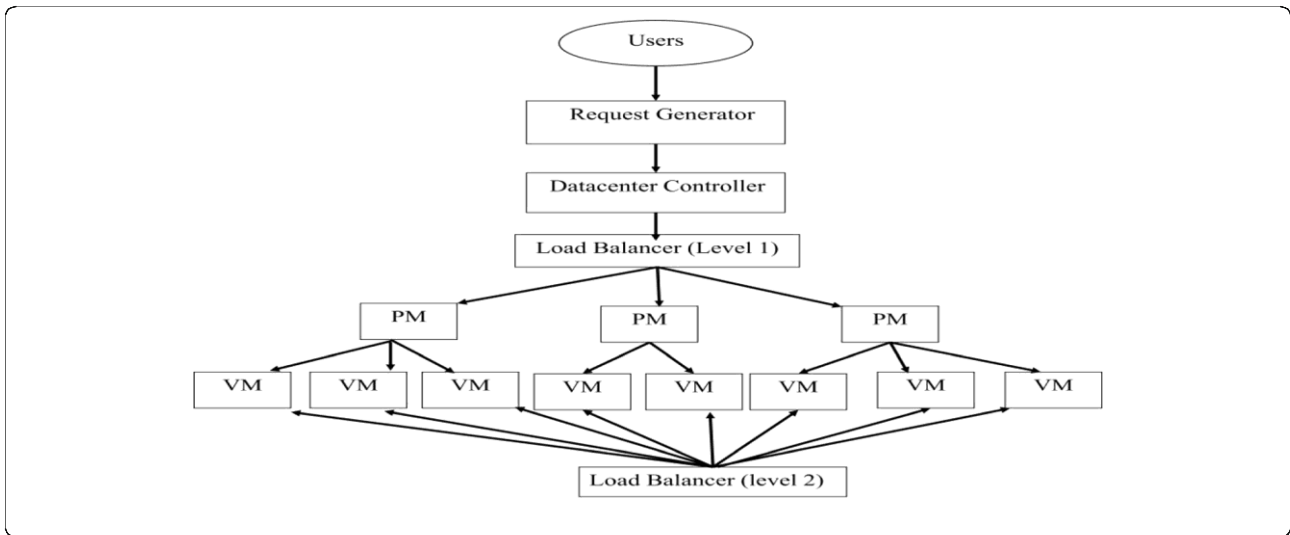 Users
Request Generator
Datacenter Controller
Load Balancer (Level 1)
PM
PM
PM
VM
VM
VM
VM
VM
VM
VM
VM
Load Balancer (level 2)